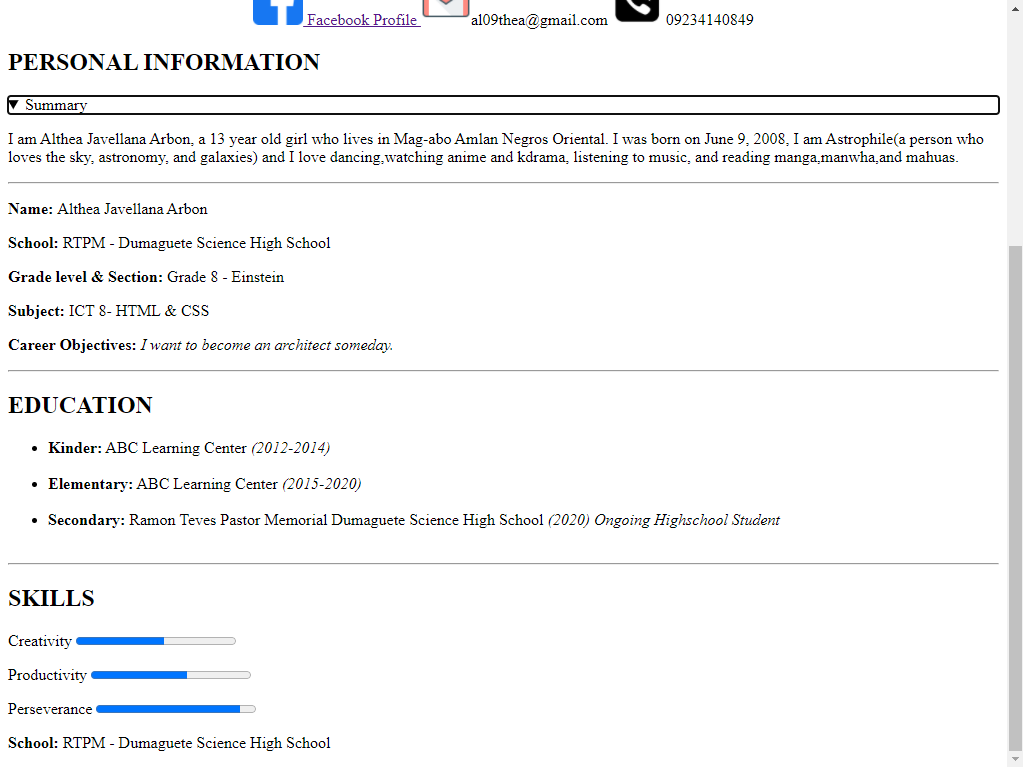 Facebook Profile al09thea@gmail.com 09234140849
PERSONAL INFORMATION
Summary
I am Althea Javellana Arbon, a 13 year old girl who lives in Mag-abo Amlan Negros Oriental. I was born on June 9, 2008, I am Astrophile(a person who
loves the sky, astronomy, and galaxies) and I love dancing,watching anime and kdrama, listening to music, and reading manga,manwha,and mahuas.
Name: Althea Javellana Arbon
School: RTPM - Dumaguete Science High School
Grade level & Section: Grade 8 - Einstein
Subject: ICT 8- HTML & CSS
Career Objectives: I want to become an architect someday.
EDUCATION
Kinder: ABC Learning Center (2012-2014)
Elementary: ABC Learning Center (2015-2020)
Secondary: Ramon Teves Pastor Memorial Dumaguete Science High School (2020) Ongoing Highschool Student
SKILLS
Creativity
Productivity
Perseverance
School: RTPM - Dumaguete Science High School